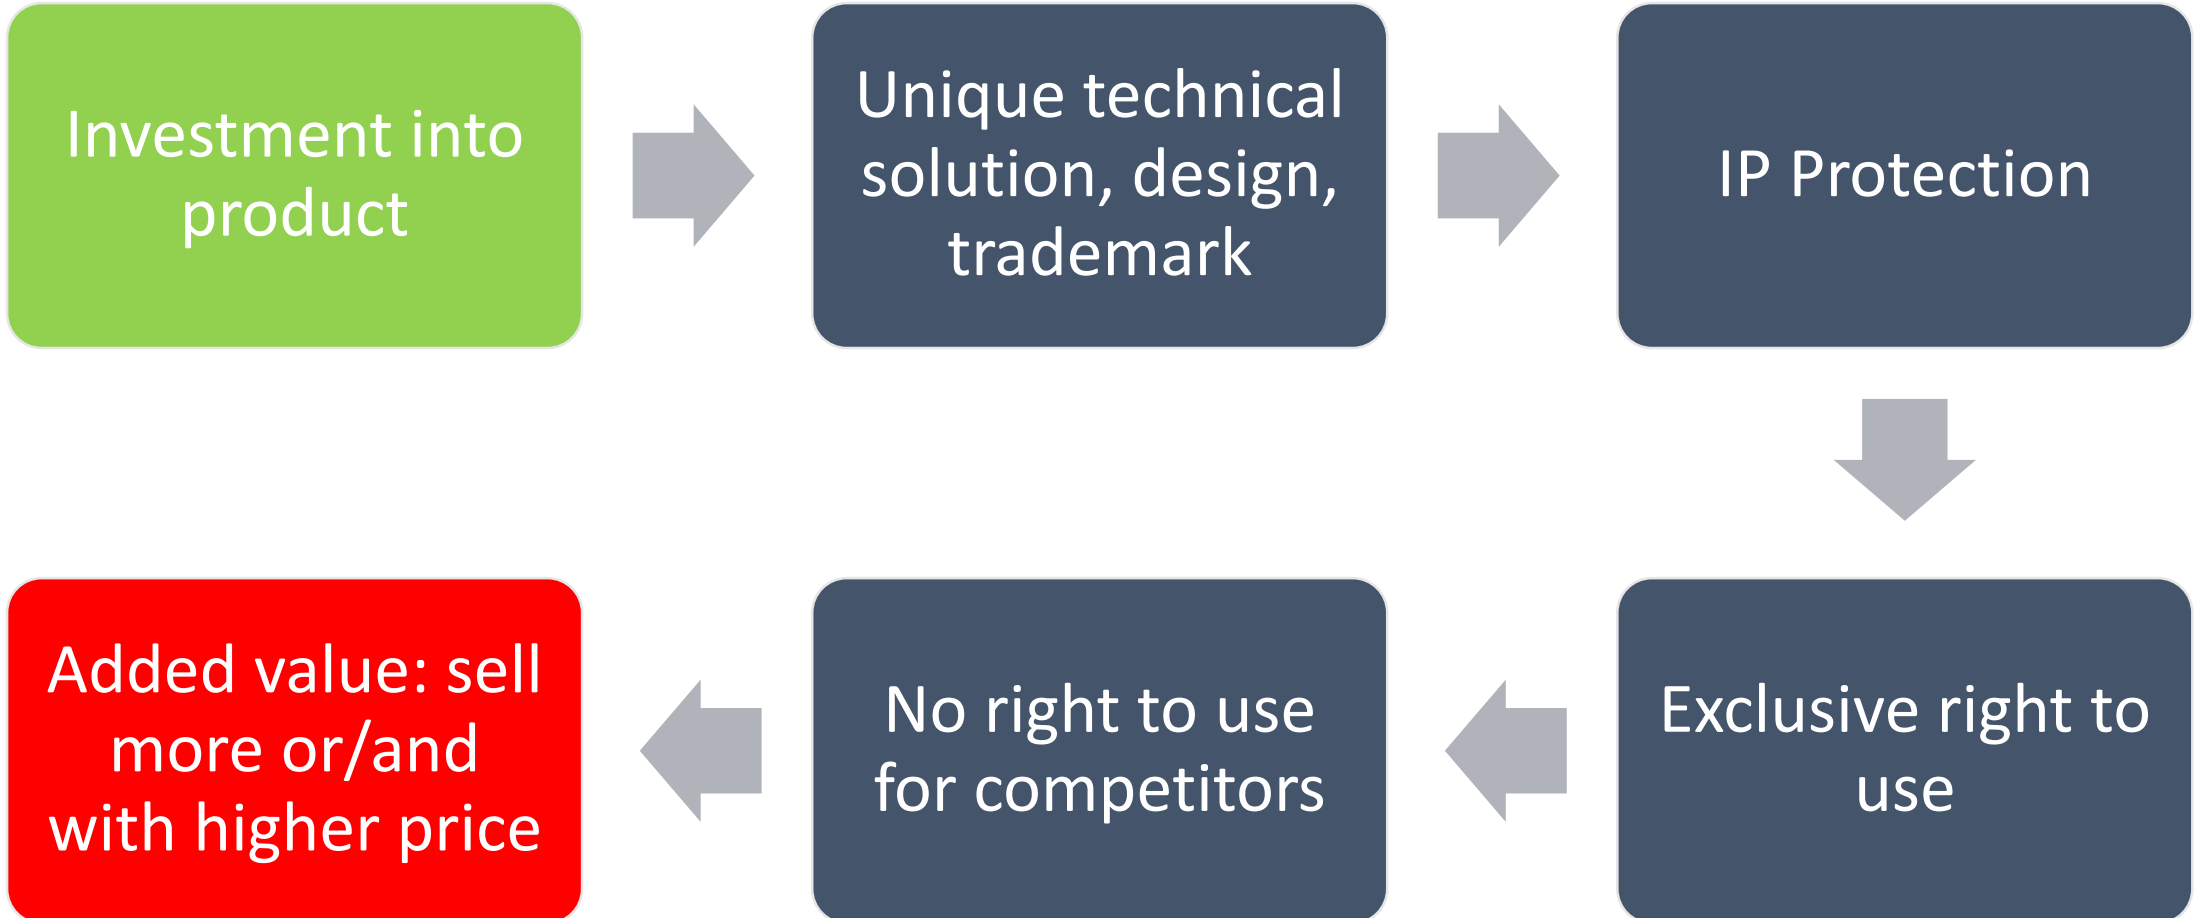 Investment into
product
Unique technical
solution, design,
trademark
IP Protection
Exclusive right to
use
No right to use
for competitors
Added value: sell
more or/and
with higher price